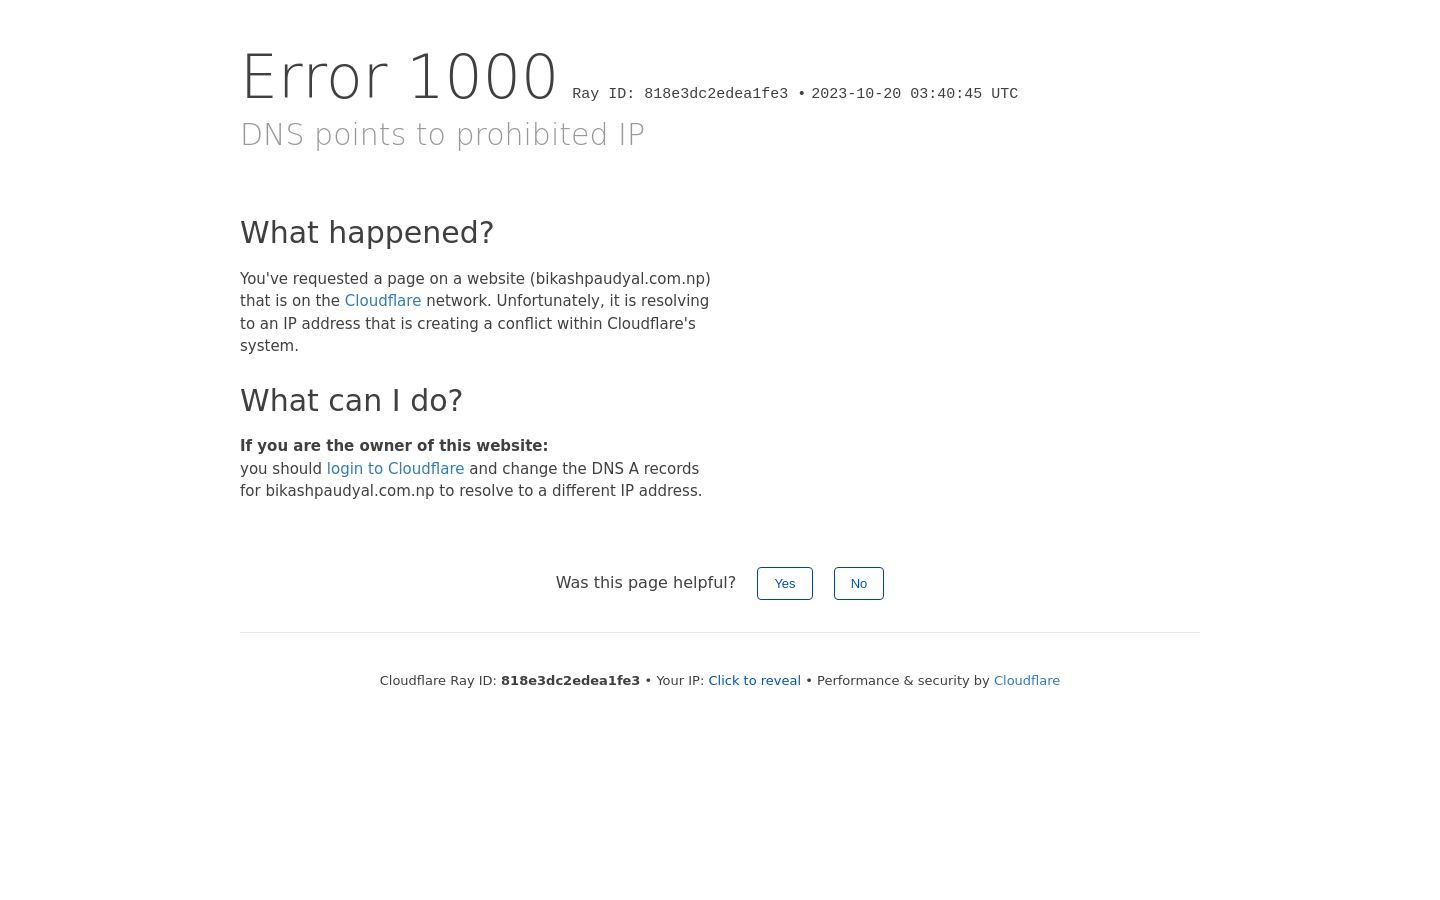 Error 1000 Ray ID: 818e3dc2edea1fe3 • 2023-10-20 03:40:45 UTC
DNS points to prohibited IP
What happened?
You've requested a page on a website (bikashpaudyal.com.np)
that is on the Cloudflare network. Unfortunately, it is resolving
to an IP address that is creating a conflict within Cloudflare's
system.
What can I do?
If you are the owner of this website:
you should login to Cloudflare and change the DNS A records
for bikashpaudyal.com.np to resolve to a different IP address.
Was this page helpful? Yes No
Cloudflare Ray ID: 818e3dc2edea1fe3 • Your IP: Click to reveal • Performance & security by Cloudflare